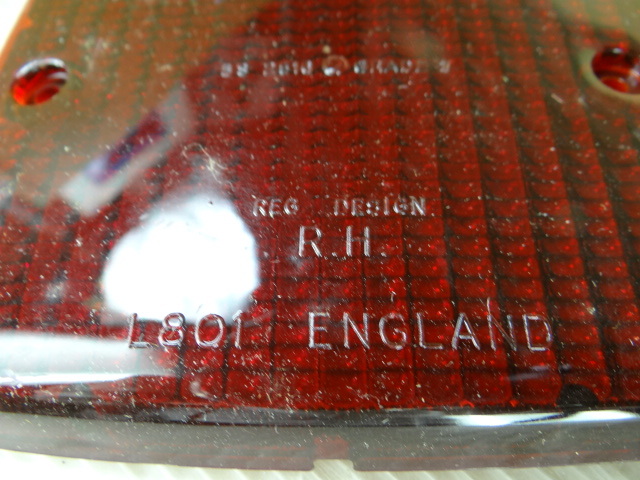 REG DESIGN
R.H.
L801 ENGLAND